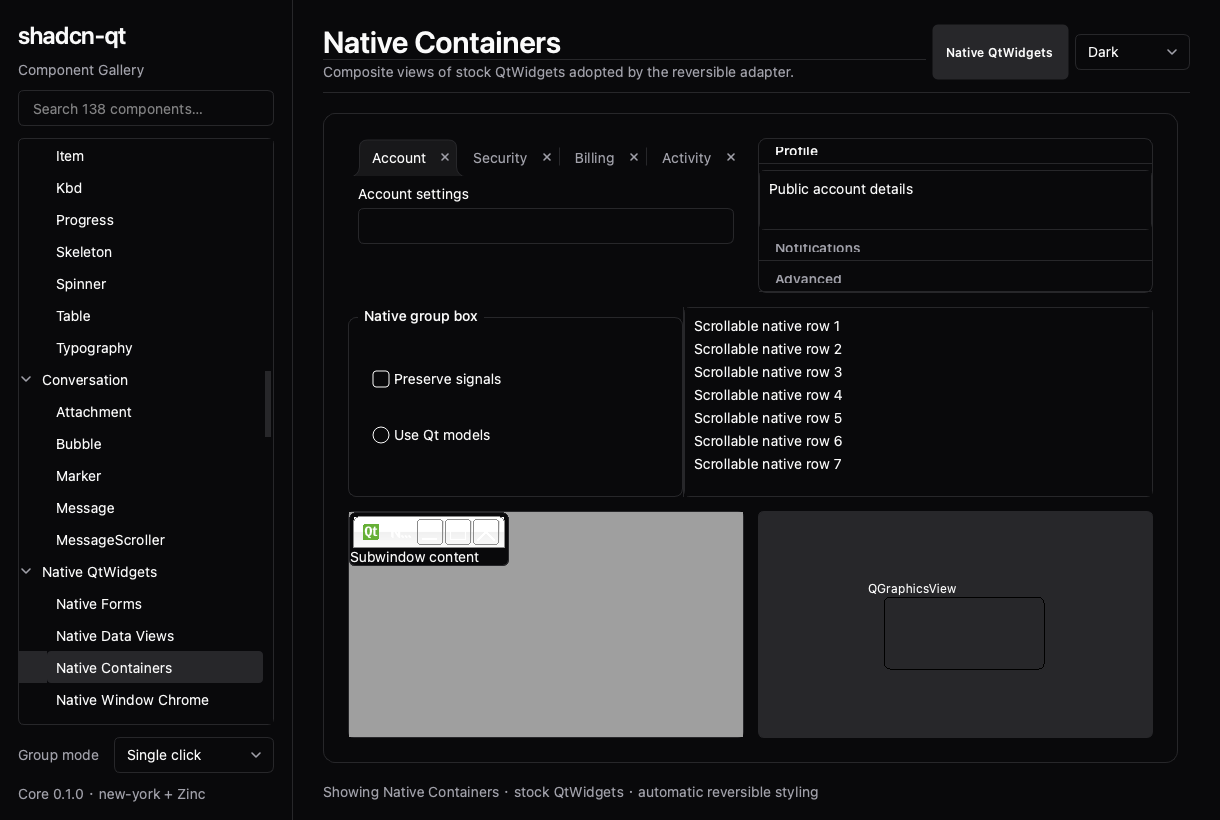 shadcn-qt
Component Gallery
Search 138 components...
Item
Kbd
Progress
Skeleton
Spinner
Table
Typography
Conversation
Attachment
Bubble
Marker
Message
MessageScroller
Native QtWidgets
Native Forms
Native Data Views
Native Containers
Native Window Chrome
Group mode
Single click
Core 0.1.0 · new-york + Zinc
Native Containers
Composite views of stock QtWidgets adopted by the reversible adapter.
Native QtWidgets
Dark
Account
Security
Billing
Activity
Account settings
Profile
Public account details
Notifications
Advanced
Native group box
Preserve signals
Use Qt models
Scrollable native row 1
Scrollable native row 2
Scrollable native row 3
Scrollable native row 4
Scrollable native row 5
Scrollable native row 6
Scrollable native row 7
Qt
Subwindow content
QGraphicsView
Showing Native Containers · stock QtWidgets · automatic reversible styling